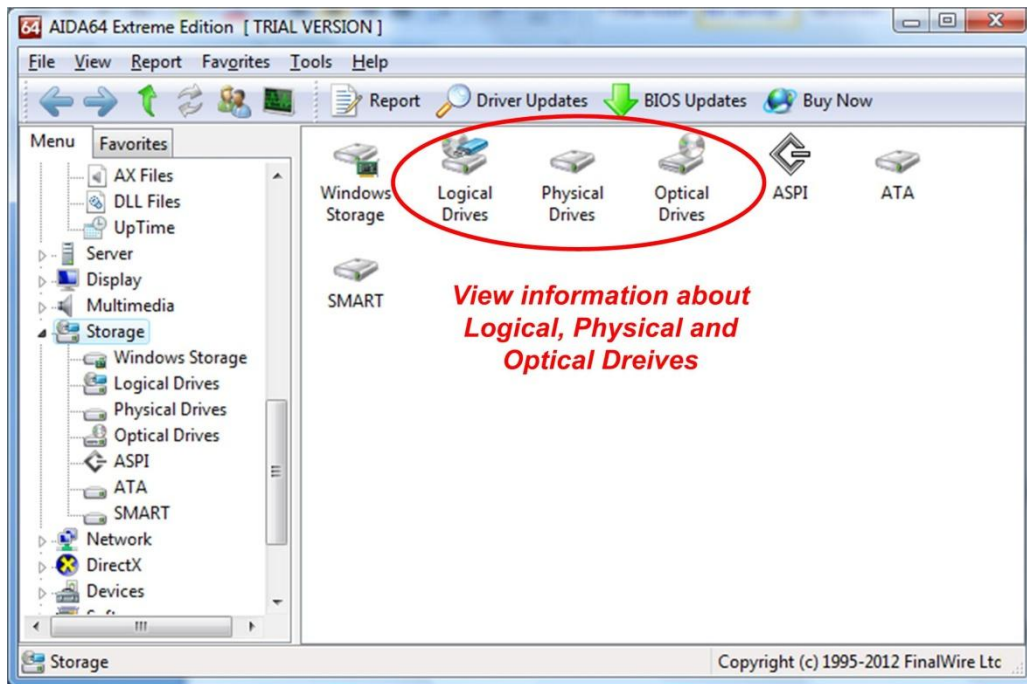 64 AIDA64 Extreme Edition [ TRIAL VERSION ]
File View Report Favorites Tools Help
Report Driver Updates BIOS Updates Buy Now
Menu Favorites
AX Files
DLL Files
UpTime
Server
Display
Multimedia
Storage
Windows Storage
Logical Drives
Physical Drives
Optical Drives
ASPI
ATA
SMART
Network
DirectX
Devices
Windows Storage
Logical Drives
Physical Drives
Optical Drives
ASPI
ATA
SMART
View information about
Logical, Physical and
Optical Dreives
Storage
Copyright (c) 1995-2012 FinalWire Ltc